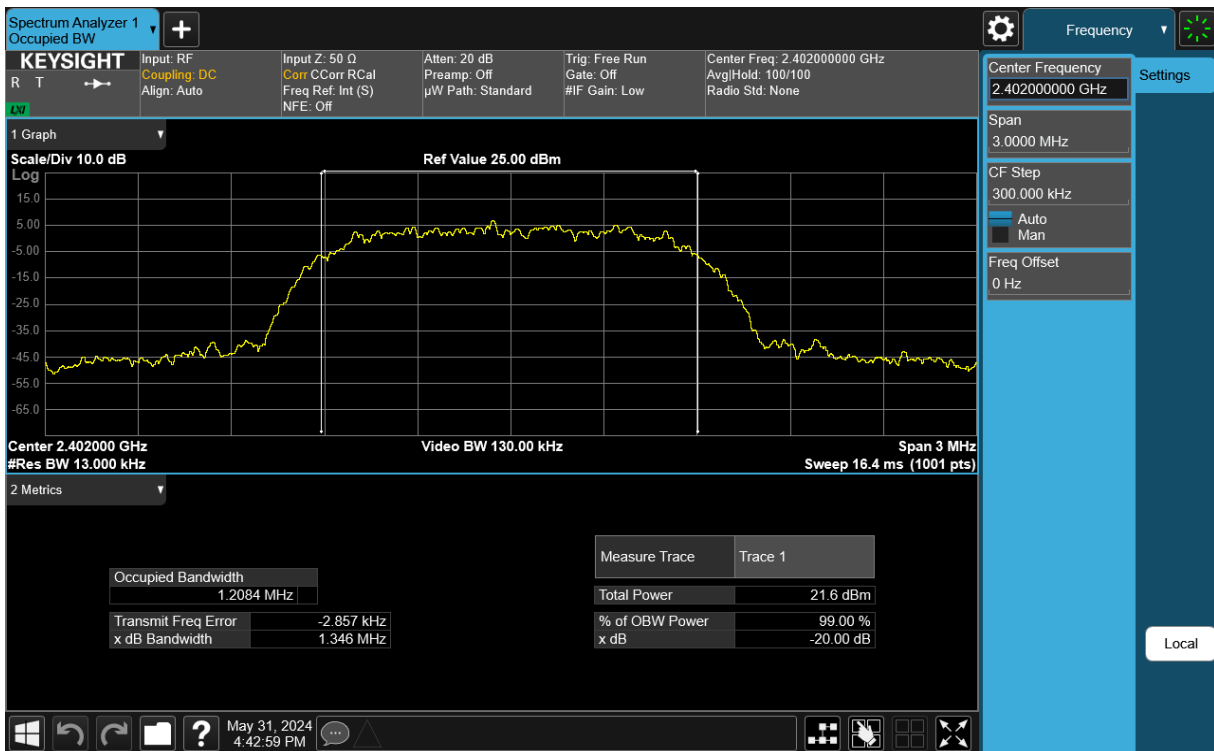 Spectrum Analyzer 1
Occupied BW
Frequency
KEYSIGHT
R T
LXI
Input: RF
Coupling: DC
Align: Auto
Input Z: 50 Ω
Corr CCorr RCal
Freq Ref: Int (S)
NFE: Off
Atten: 20 dB
Preamp: Off
µW Path: Standard
Trig: Free Run
Gate: Off
#IF Gain: Low
Center Freq: 2.402000000 GHz
Avg|Hold: 100/100
Radio Std: None
Center Frequency
2.402000000 GHz
Settings
Span
3.0000 MHz
CF Step
300.000 kHz
Auto
Man
Freq Offset
0 Hz
1 Graph
Scale/Div 10.0 dB
Ref Value 25.00 dBm
Log
15.0
5.00
-5.00
-15.0
-25.0
-35.0
-45.0
-55.0
-65.0
Center 2.402000 GHz
Video BW 130.00 kHz
Span 3 MHz
#Res BW 13.000 kHz
Sweep 16.4 ms (1001 pts)
2 Metrics
Measure Trace Trace 1
Occupied Bandwidth
1.2084 MHz
Total Power 21.6 dBm
Transmit Freq Error -2.857 kHz
% of OBW Power 99.00 %
x dB Bandwidth 1.346 MHz
x dB -20.00 dB
Local
?
May 31, 2024
4:42:59 PM